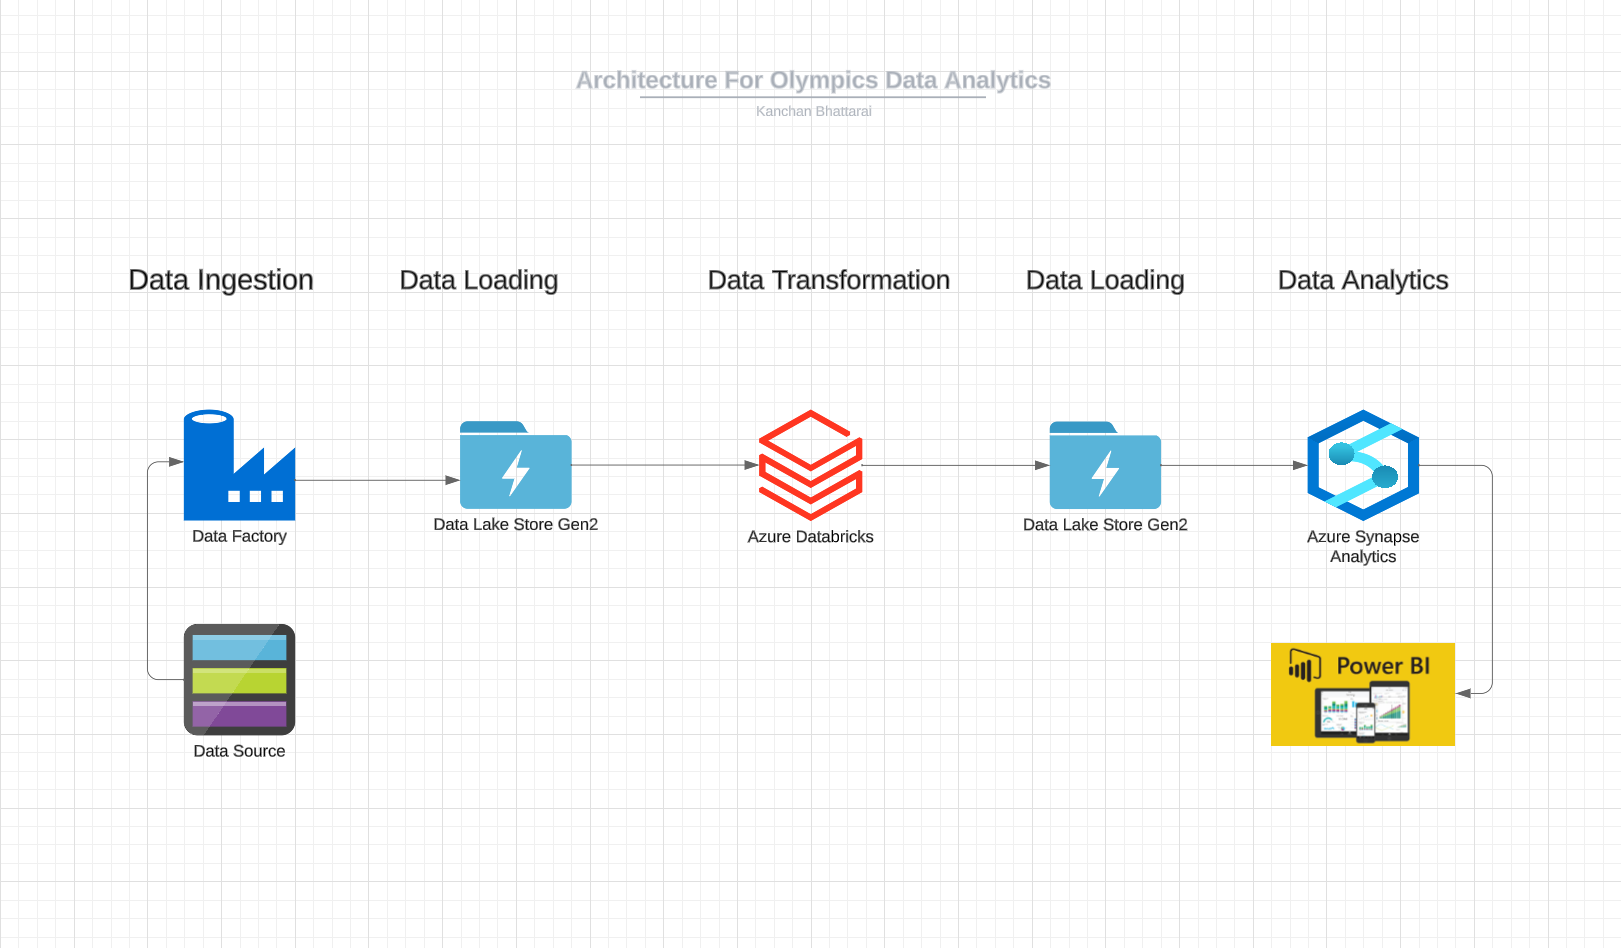 Architecture For Olympics Data Analytics
Kanchan Bhattarai
Data Ingestion
Data Loading
Data Transformation
Data Loading
Data Analytics
Data Factory
Data Lake Store Gen2
Azure Databricks
Data Lake Store Gen2
Azure Synapse
Analytics
Data Source
Power BI